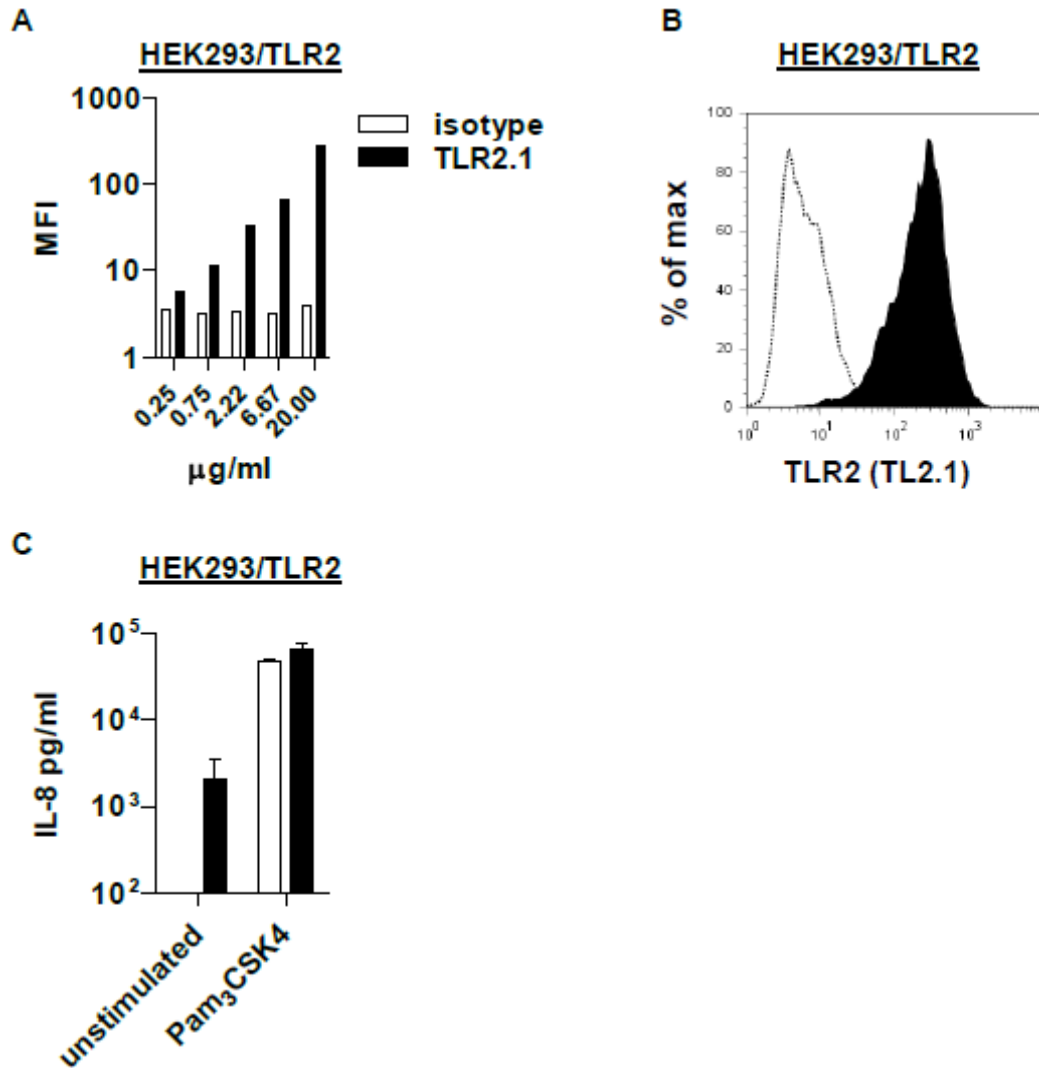 A
HEK293/TLR2
1000
100
10
1
MFI
0.25
0.75
2.22
6.67
20.00
µg/ml
isotype
TLR2.1
B
HEK293/TLR2
100
80
60
40
20
0
% of max
10⁰
10¹
10²
10³
TLR2 (TL2.1)
C
HEK293/TLR2
10⁵
10⁴
10³
10²
IL-8 pg/ml
unstimulated
Pam₃CSK4